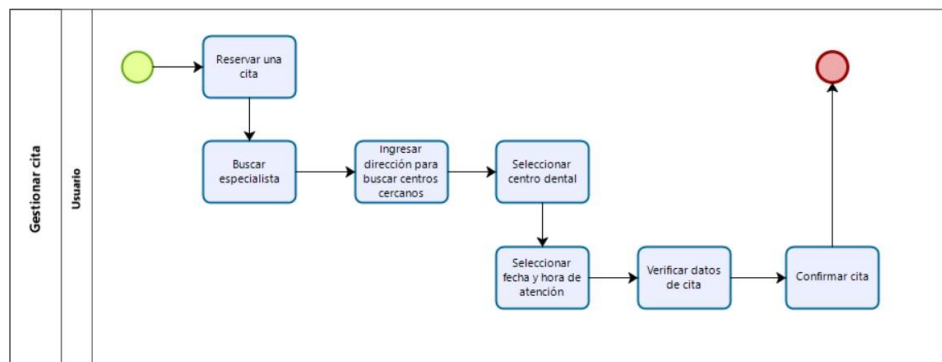 Gestionar cita
Usuario
Reservar una
cita
Buscar
especialista
Ingresar
dirección para
buscar centros
cercanos
Seleccionar
centro dental
Seleccionar
fecha y hora de
atención
Verificar datos
de cita
Confirmar cita